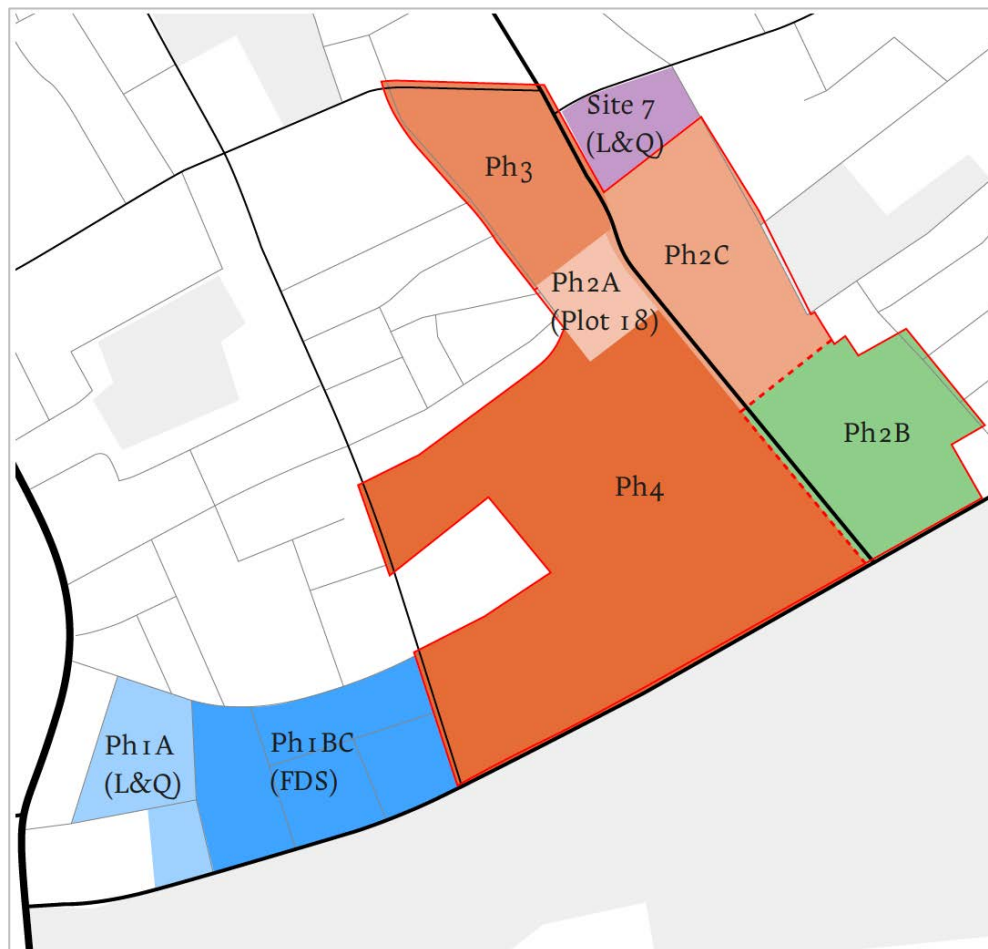 Site 7
(L&Q)
Ph3
Ph2C
Ph2A
(Plot 18)
Ph2B
Ph4
Ph1A
(L&Q)
Ph1BC
(FDS)